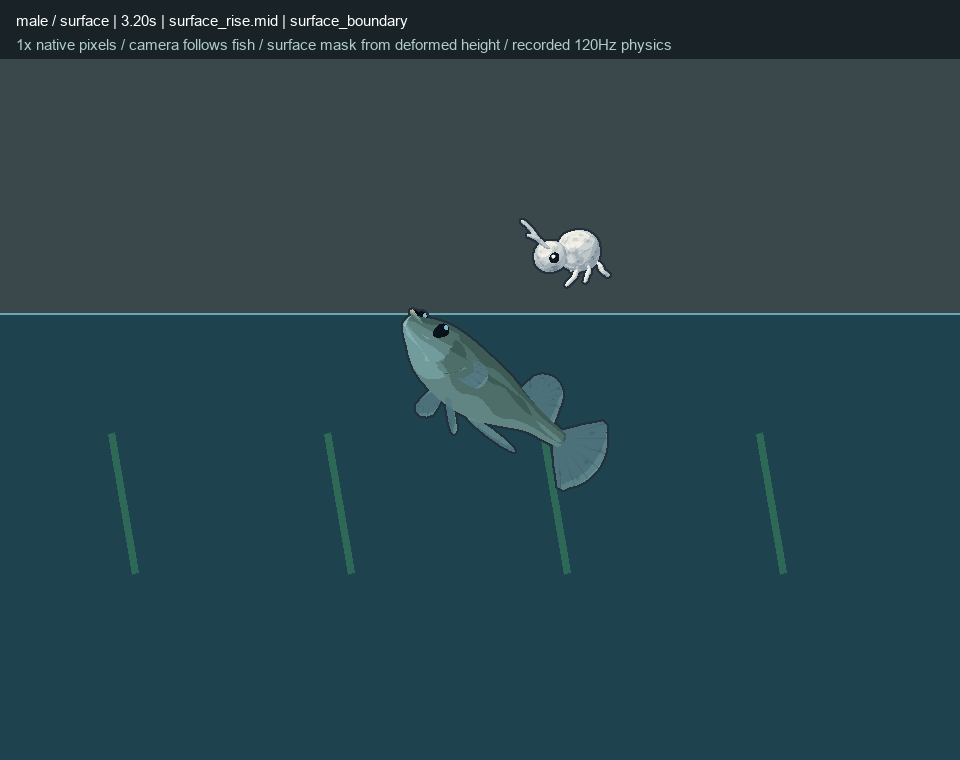 male / surface | 3.20s | surface_rise.mid | surface_boundary
1x native pixels / camera follows fish / surface mask from deformed height / recorded 120Hz physics